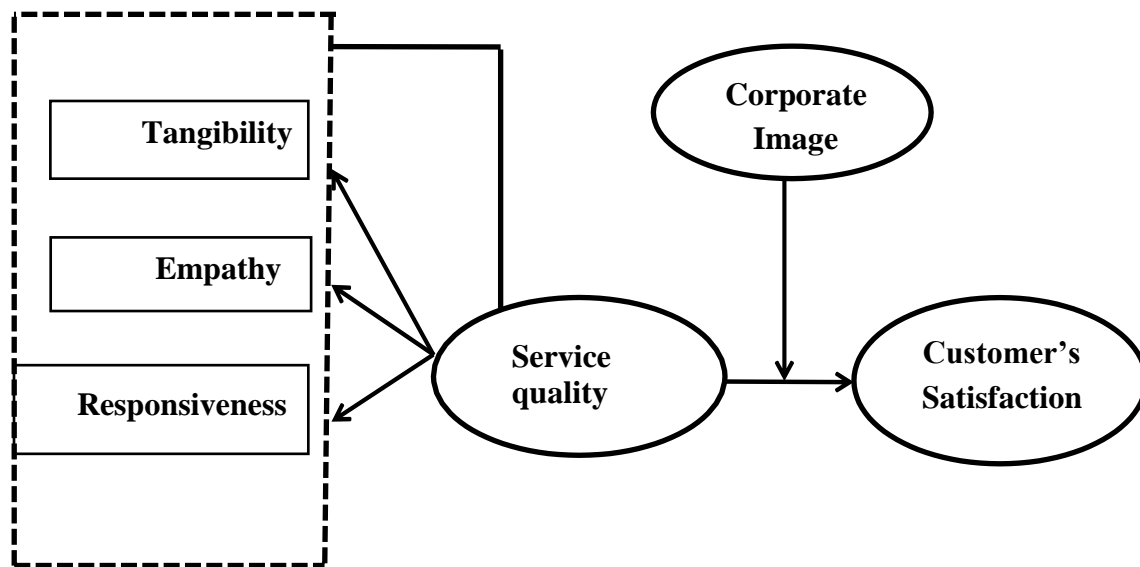 Tangibility
Empathy
Responsiveness
Service
quality
Corporate
Image
Customer’s
Satisfaction